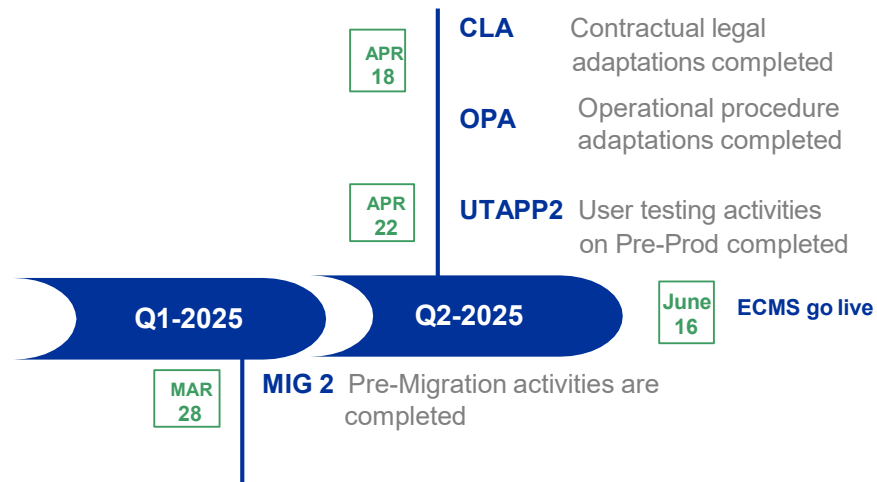 APR
18
CLA Contractual legal
adaptations completed
OPA Operational procedure
adaptations completed
APR
22
UTAPP2 User testing activities
on Pre-Prod completed
Q1-2025
Q2-2025
June
16
ECMS go live
MAR
28
MIG 2 Pre-Migration activities are
completed